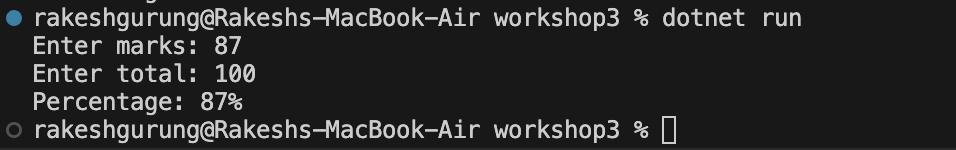 rakeshgurung@Rakeshs-MacBook-Air workshop3 % dotnet run
Enter marks: 87
Enter total: 100
Percentage: 87%
rakeshgurung@Rakeshs-MacBook-Air workshop3 %